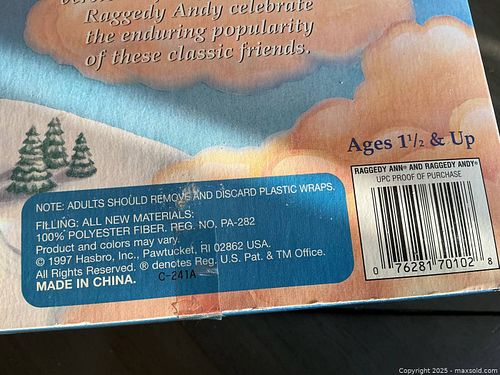 Raggedy Andy celebrate
the enduring popularity
of these classic friends.
Ages 1½ & Up
RAGGEDY ANN® AND RAGGEDY ANDY®
UPC PROOF OF PURCHASE
0 76281 70102 8
NOTE: ADULTS SHOULD REMOVE AND DISCARD PLASTIC WRAPS.
FILLING: ALL NEW MATERIALS:
100% POLYESTER FIBER. REG. NO. PA-282
Product and colors may vary.
© 1997 Hasbro, Inc., Pawtucket, RI 02862 USA.
All Rights Reserved. ® denotes Reg. U.S. Pat. & TM Office.
MADE IN CHINA. C-241A
Copyright 2025 - maxsold.com